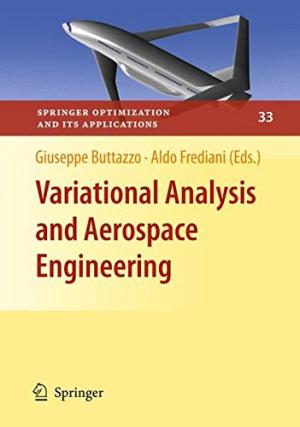 SPRINGER OPTIMIZATION
AND ITS APPLICATIONS
33
Giuseppe Buttazzo · Aldo Frediani (Eds.)
Variational Analysis
and Aerospace
Engineering
Springer